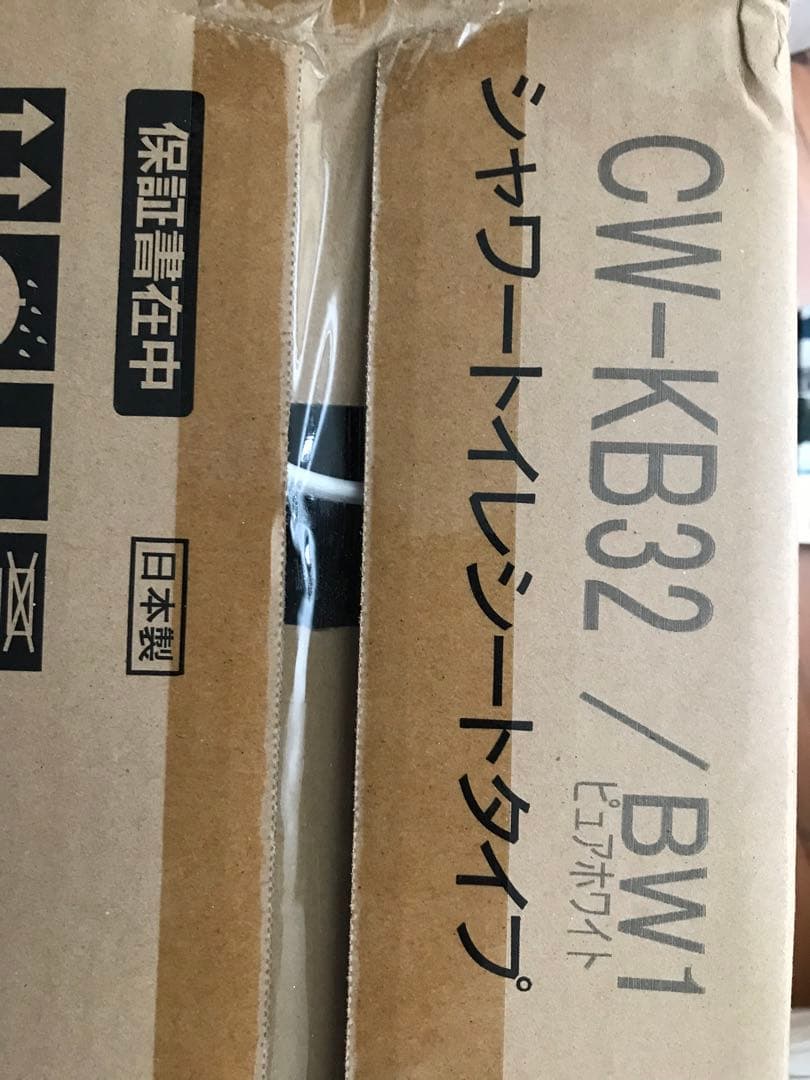 CW-KB32/BW1
ピュアホワイト
シャワートイレシートタイプ
保証書在中
日本製